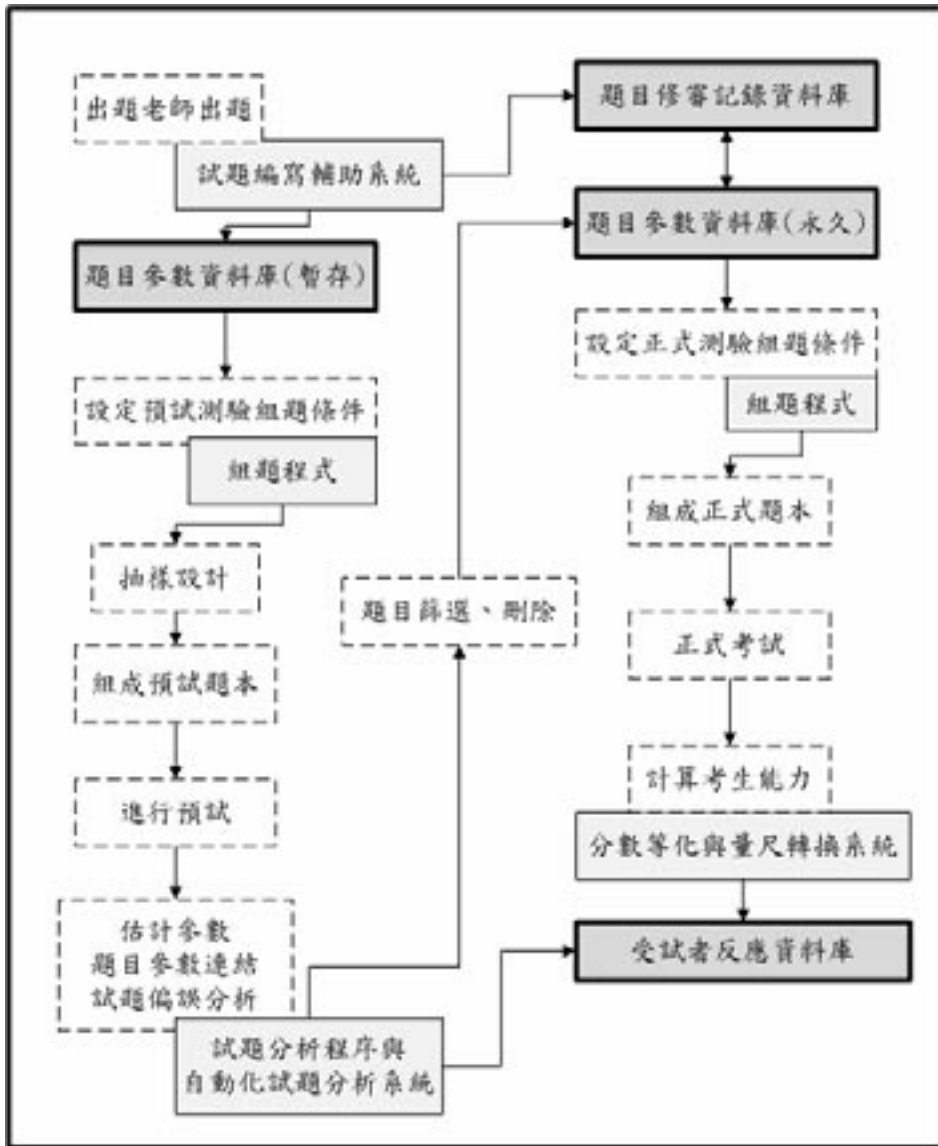 出題老師出題
試題編寫輔助系統
題目參數資料庫(暫存)
設定預試測驗組題條件
組題程式
抽樣設計
組成預試題本
進行預試
估計參數
題目參數連結
試題偏誤分析
試題分析程序與
自動化試題分析系統
題目篩選、刪除
題目修審記錄資料庫
題目參數資料庫(永久)
設定正式測驗組題條件
組題程式
組成正式題本
正式考試
計算考生能力
分數等化與量尺轉換系統
受試者反應資料庫